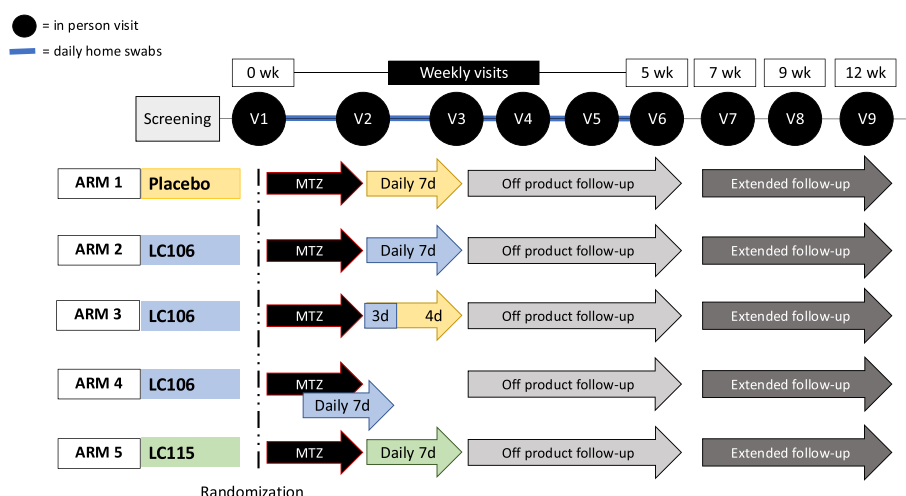 = in person visit
= daily home swabs
0 wk
Weekly visits
5 wk
7 wk
9 wk
12 wk
Screening
V1
V2
V3
V4
V5
V6
V7
V8
V9
ARM 1
Placebo
MTZ
Daily 7d
Off product follow-up
Extended follow-up
ARM 2
LC106
MTZ
Daily 7d
Off product follow-up
Extended follow-up
ARM 3
LC106
MTZ
3d
4d
Off product follow-up
Extended follow-up
ARM 4
LC106
MTZ
Daily 7d
Off product follow-up
Extended follow-up
ARM 5
LC115
MTZ
Daily 7d
Off product follow-up
Extended follow-up
Randomization